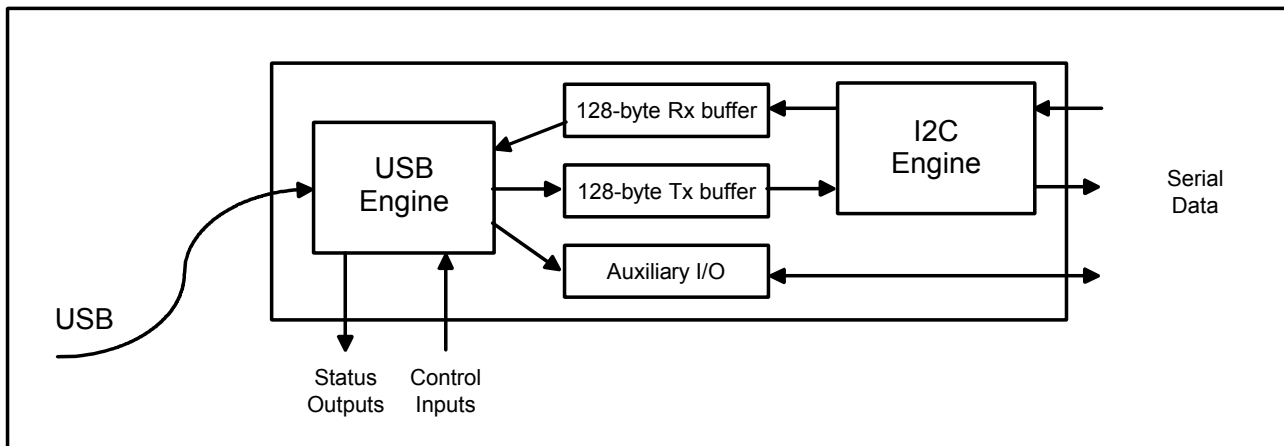 128-byte Rx buffer
I2C
Engine
USB
Engine
128-byte Tx buffer
Serial
Data
Auxiliary I/O
USB
Status
Outputs
Control
Inputs